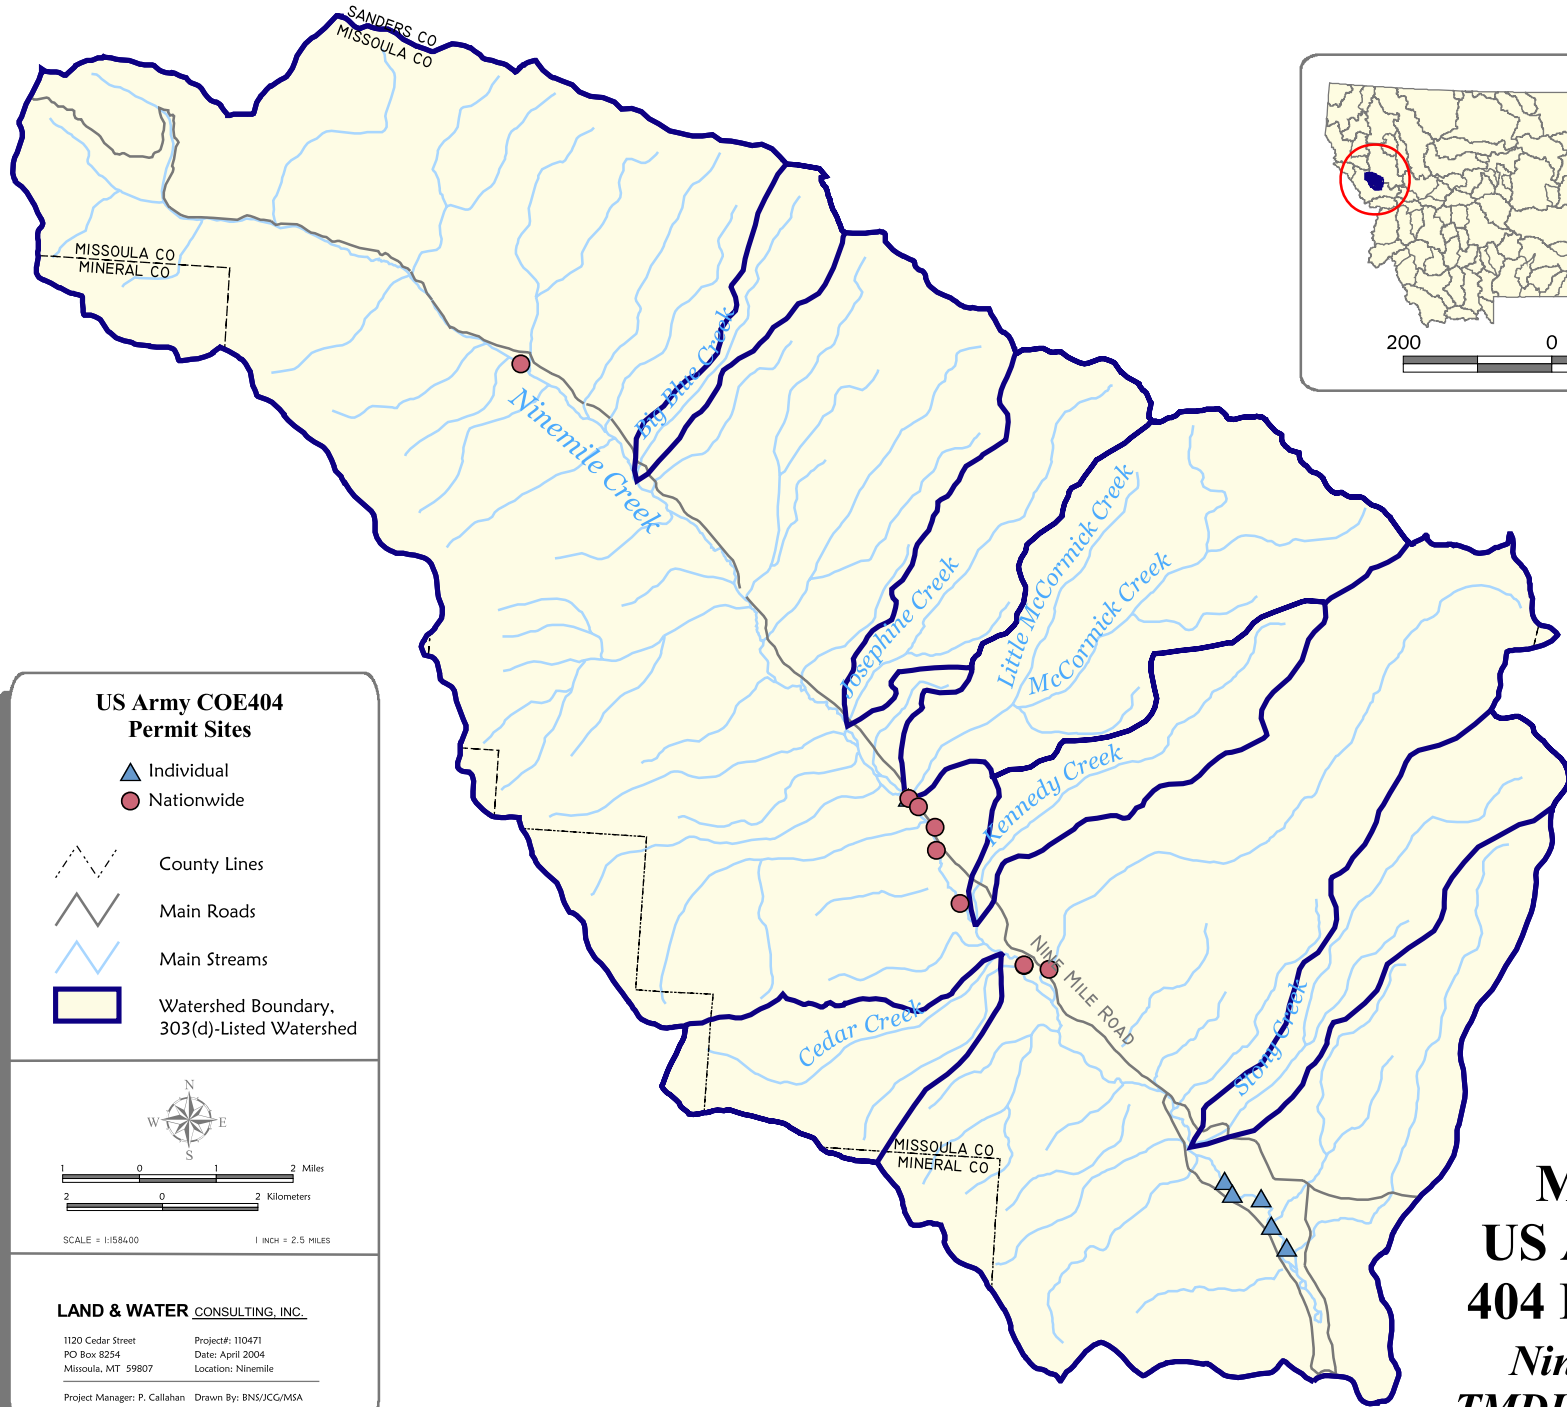 SANDERS CO
MISSOULA CO
MISSOULA CO
MINERAL CO
Big Blue Creek
Ninemile Creek
Josephine Creek
Little McCormick Creek
McCormick Creek
Kennedy Creek
NINE MILE ROAD
Cedar Creek
Stony Creek
MISSOULA CO
MINERAL CO
200 0
US Army COE404
Permit Sites
Individual
Nationwide
County Lines
Main Roads
Main Streams
Watershed Boundary,
303(d)-Listed Watershed
N
W E
S
1 0 1 2 Miles
2 0 2 Kilometers
SCALE = 1:158400 1 INCH = 2.5 MILES
LAND & WATER CONSULTING, INC.
1120 Cedar Street Project#: 110471
PO Box 8254 Date: April 2004
Missoula, MT 59807 Location: Ninemile
Project Manager: P. Callahan Drawn By: BNS/JCG/MSA
M
US A
404
Nin
TMDL